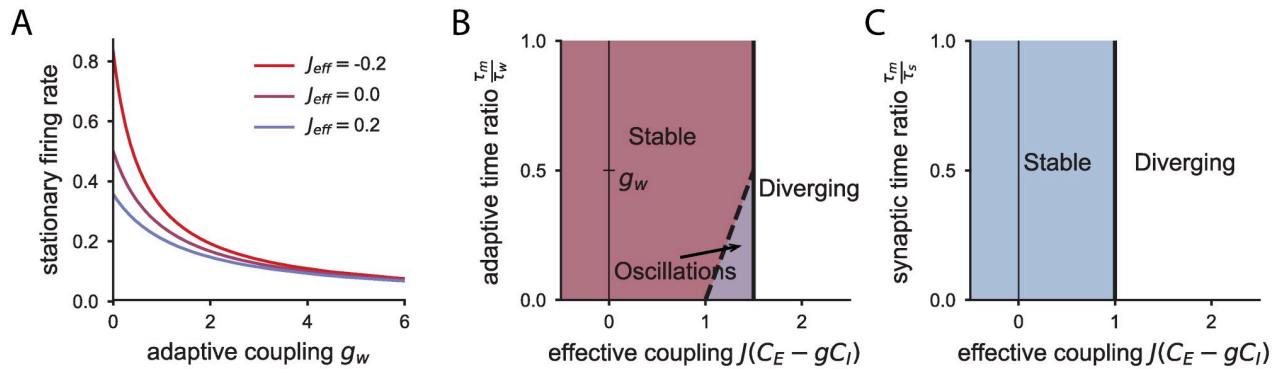 A
stationary firing rate
0.8
0.6
0.4
0.2
0.0
0
2
4
6
adaptive coupling g_w
J_eff = -0.2
J_eff = 0.0
J_eff = 0.2
B
adaptive time ratio τ_m/τ_w
1.0
0.5
0.0
Stable
g_w
Diverging
Oscillations
0
1
2
effective coupling J(C_E − gC_I)
C
synaptic time ratio τ_m/τ_s
1.0
0.5
0.0
Stable
Diverging
0
1
2
effective coupling J(C_E − gC_I)